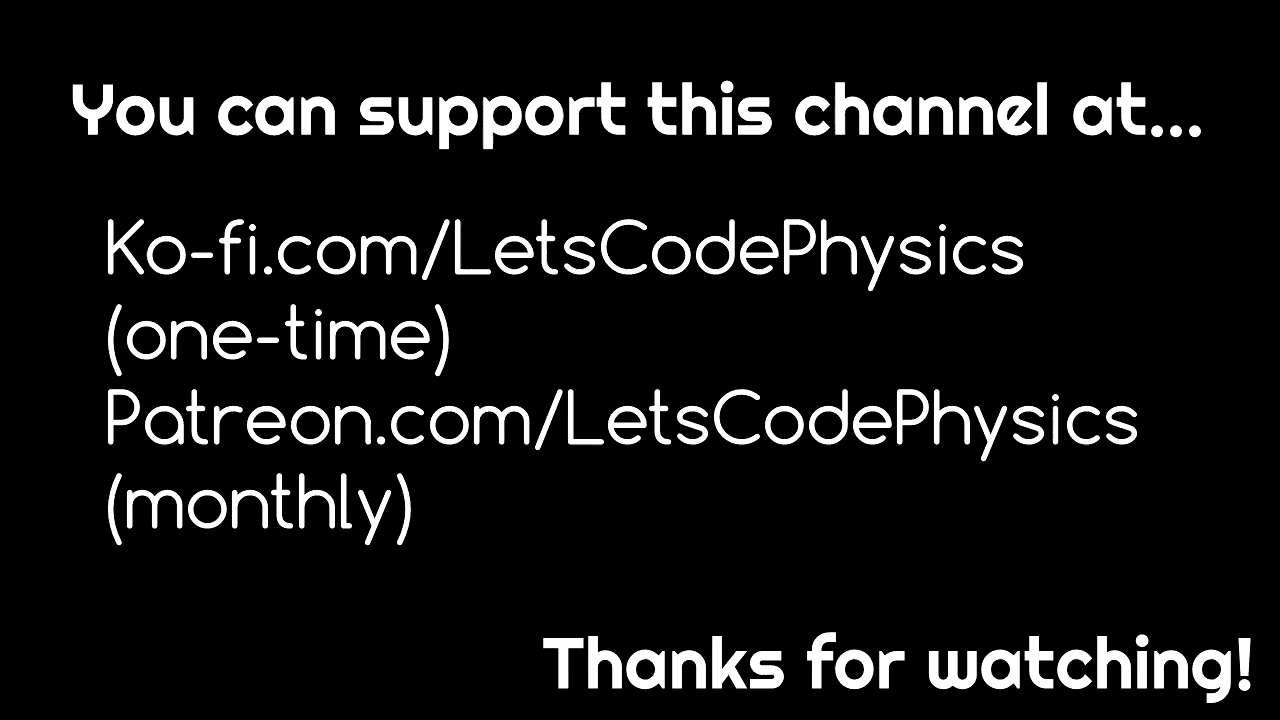 You can support this channel at...
Ko-fi.com/LetsCodePhysics
(one-time)
Patreon.com/LetsCodePhysics
(monthly)
Thanks for watching!